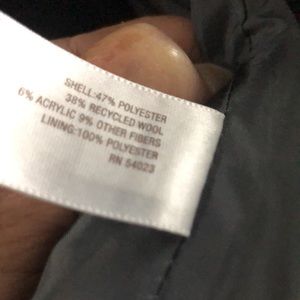 SHELL:47% POLYESTER
38% RECYCLED WOOL
6% ACRYLIC 9% OTHER FIBERS
LINING:100% POLYESTER
RN 54023